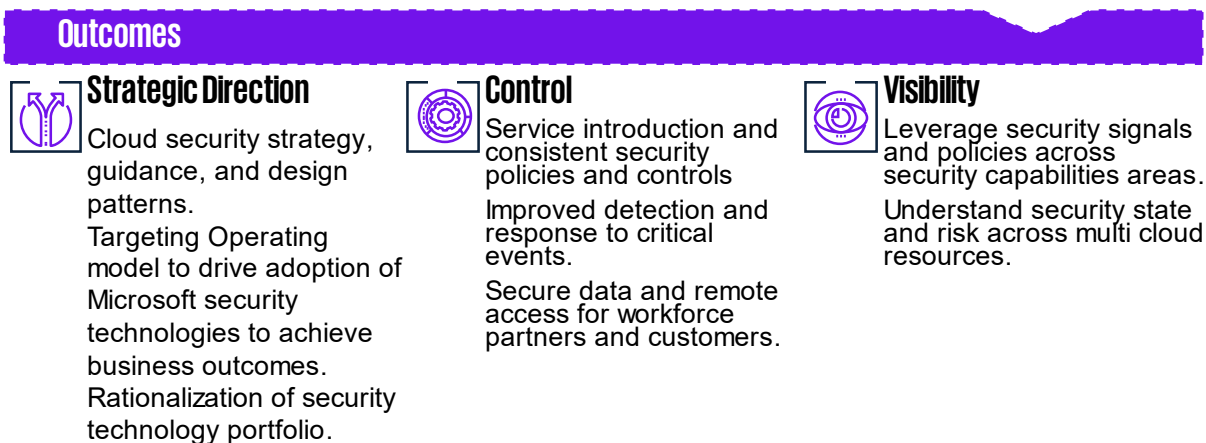 Outcomes
Strategic Direction
Cloud security strategy,
guidance, and design
patterns.
Targeting Operating
model to drive adoption of
Microsoft security
technologies to achieve
business outcomes.
Rationalization of security
technology portfolio.
Control
Service introduction and
consistent security
policies and controls
Improved detection and
response to critical
events.
Secure data and remote
access for workforce
partners and customers.
Visibility
Leverage security signals
and policies across
security capabilities areas.
Understand security state
and risk across multi cloud
resources.